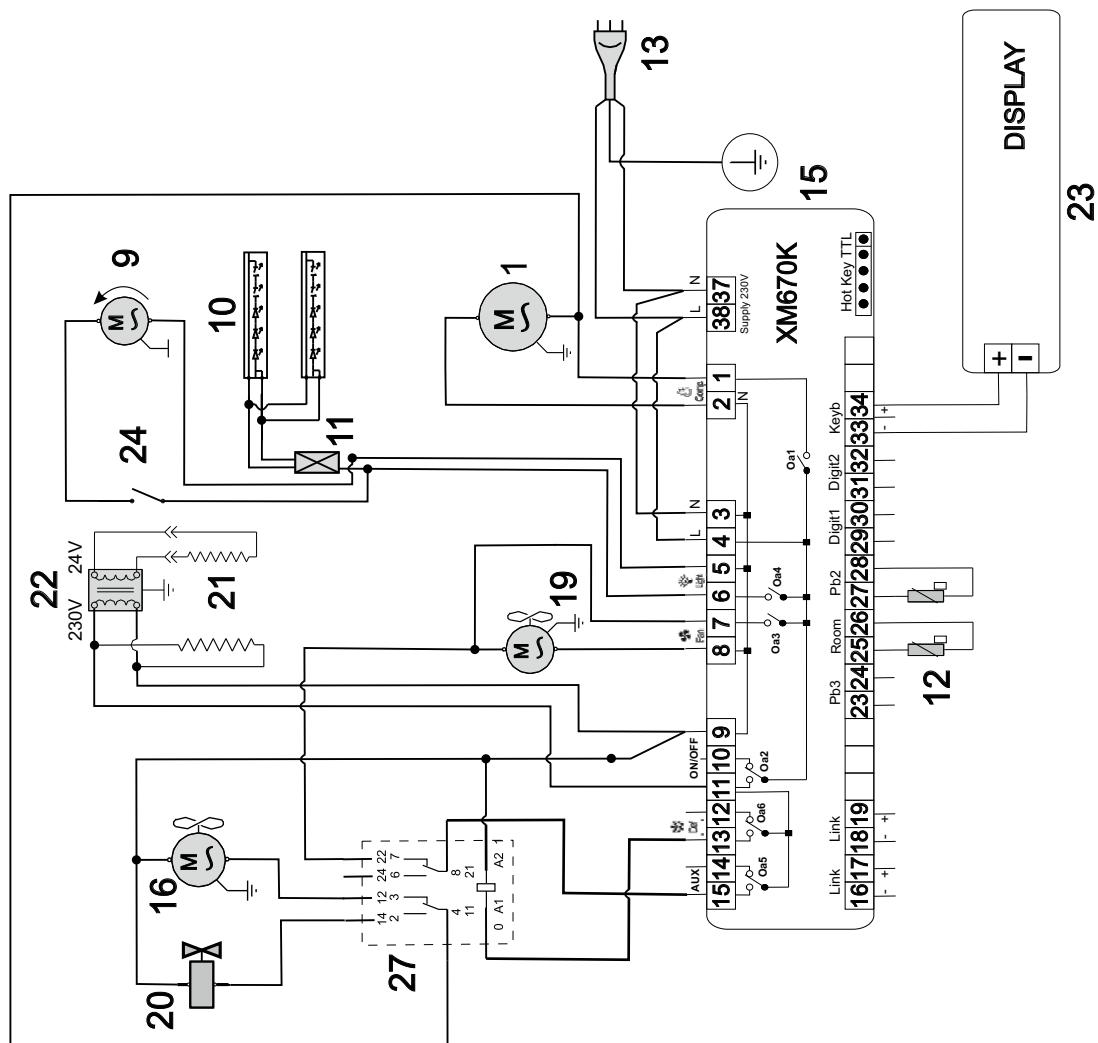 22
230V 24V
9
M
20
16
M
24
21
10
11
27
14 12 24 22
2 3 6 7
4 8
11 21
0 A1 A2 1
1
M
19
M
13
AUX
Def
ON/OFF
Fan
Light
L N
Comp
L N
15 14 13 12 11 10 9 8 7 6 5 4 3 2 1 38 37
N
Supply 230V
Oa5
Oa6
Oa2
Oa3
Oa4
Oa1
XM670K
15
Hot Key TTL
Link
Link
Pb3
Room
Pb2
Digit1
Digit2
Keyb
16 17 18 19 23 24 25 26 27 28 29 30 31 32 33 34
- + - + - +
12
+ -
DISPLAY
23